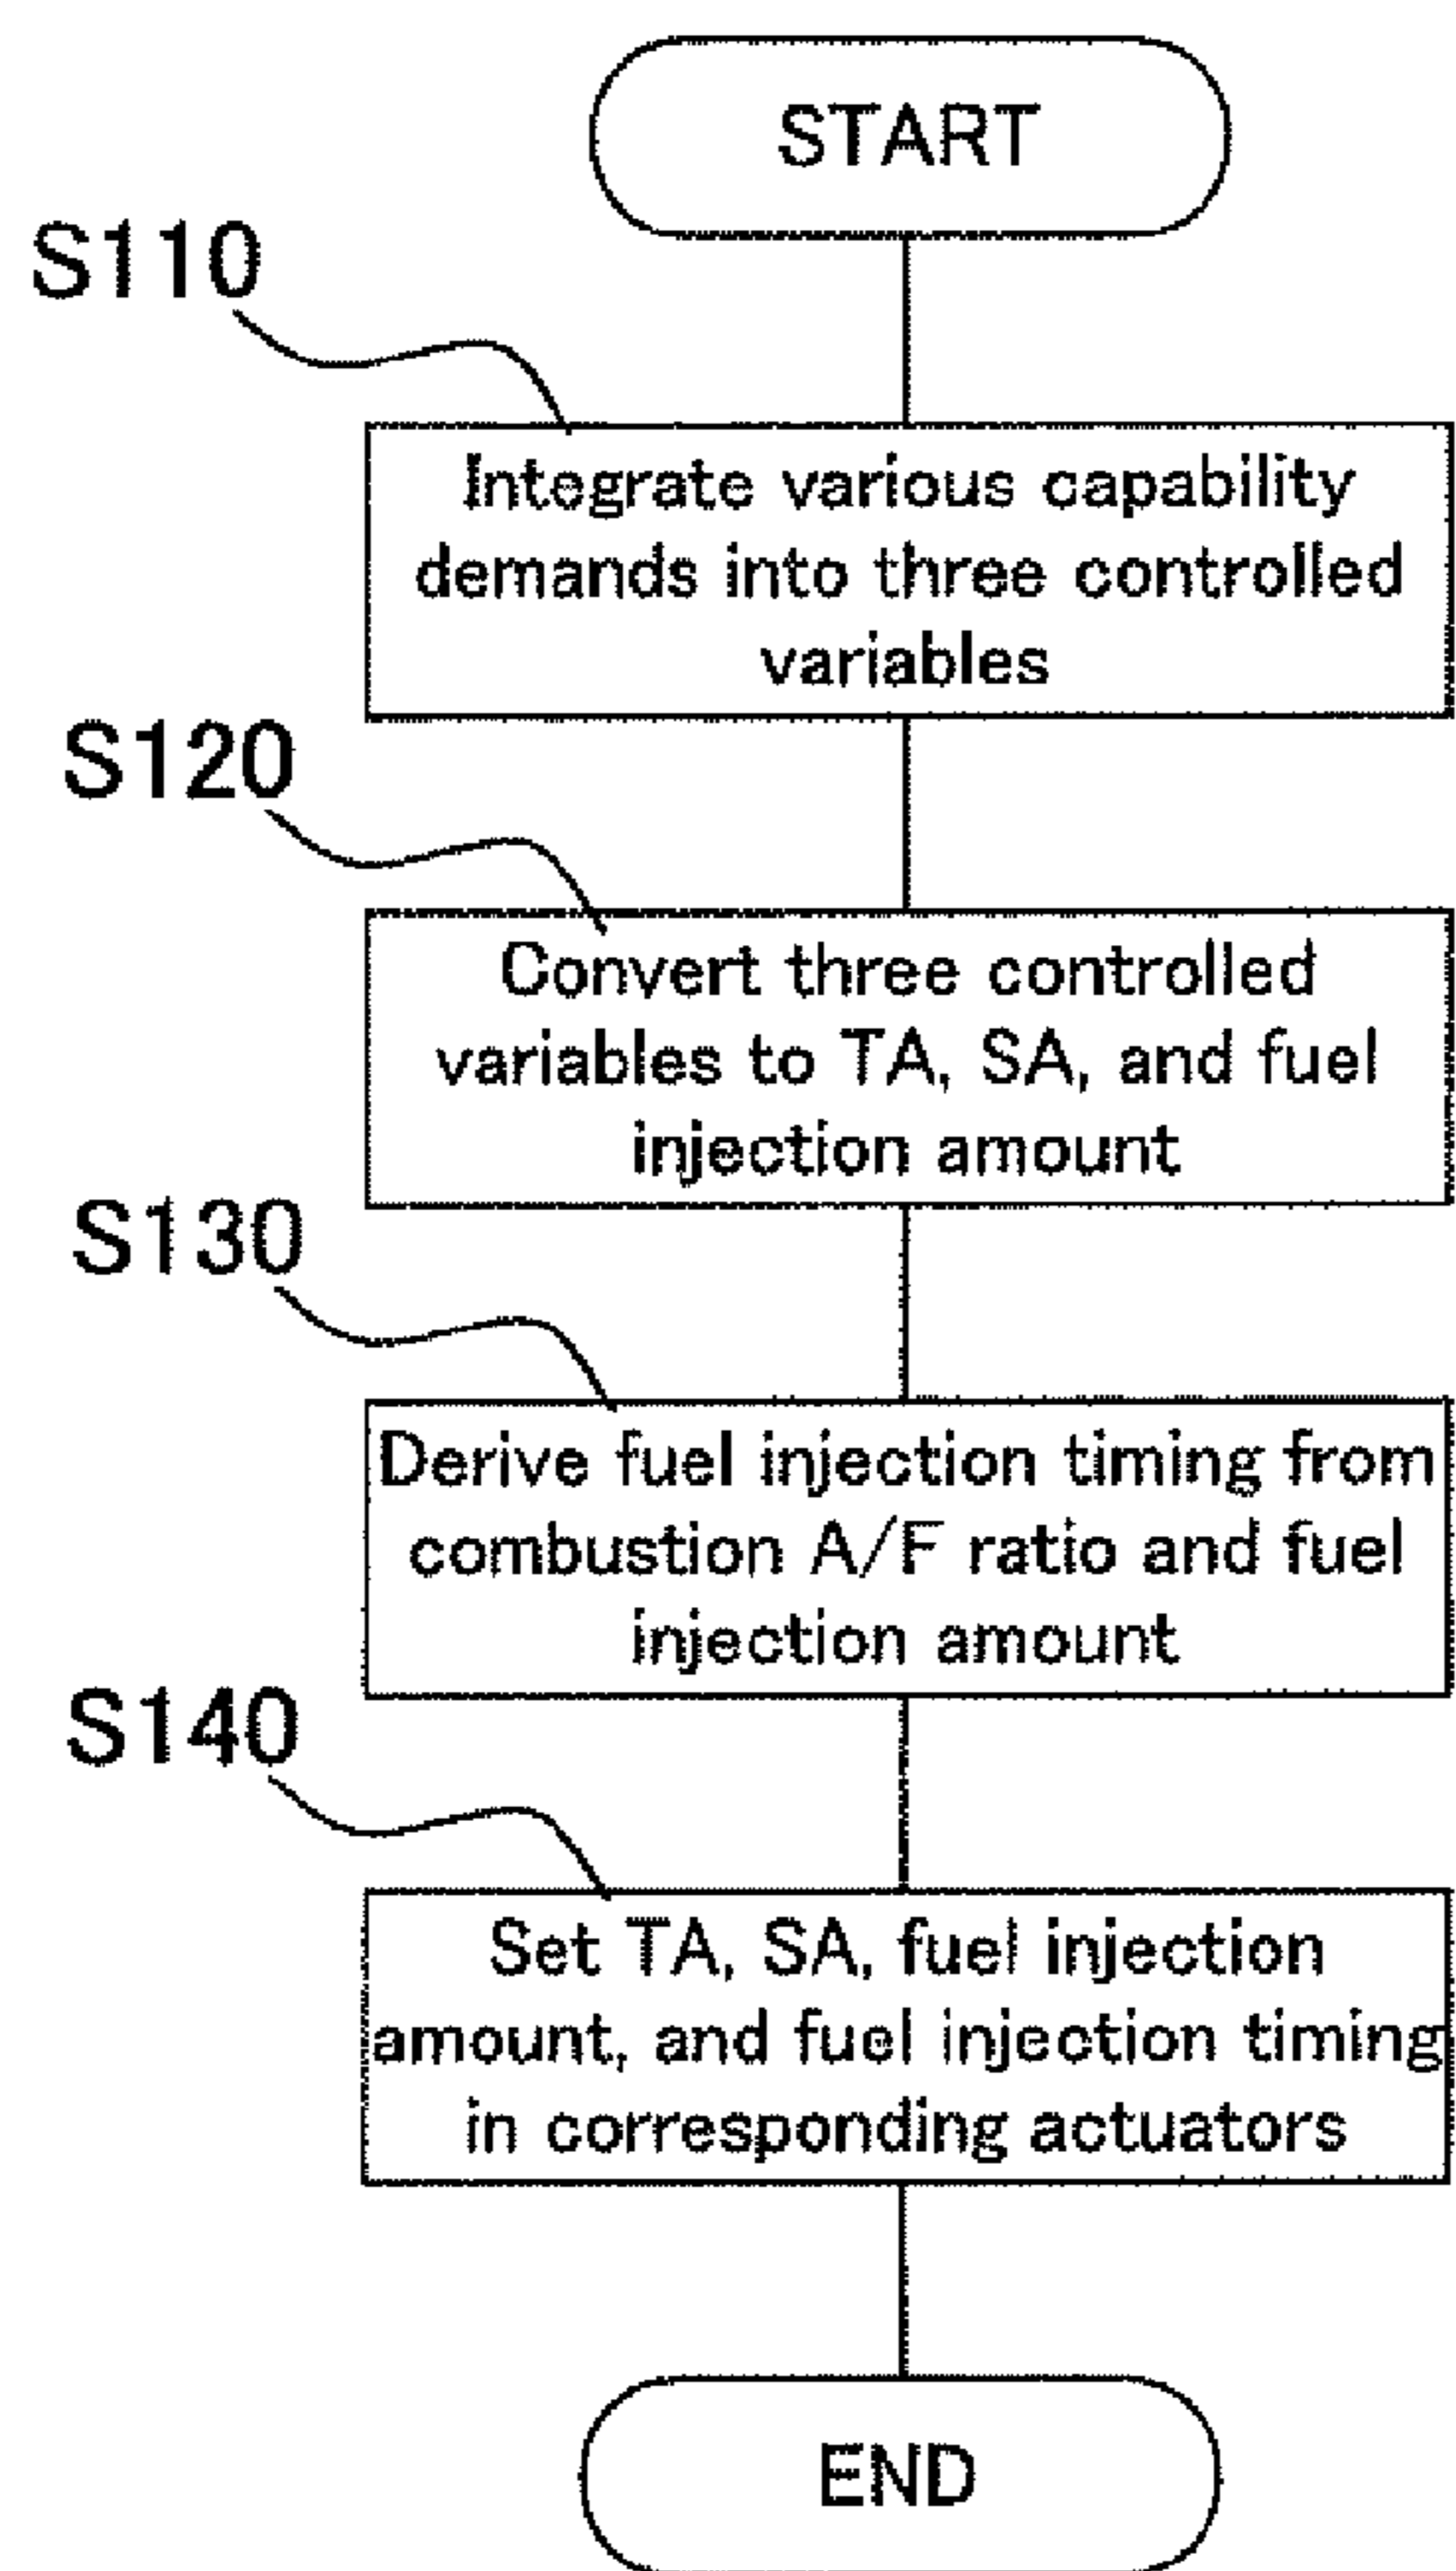 START
S110
Integrate various capability
demands into three controlled
variables
S120
Convert three controlled
variables to TA, SA, and fuel
injection amount
S130
Derive fuel injection timing from
combustion A/F ratio and fuel
injection amount
S140
Set TA, SA, fuel injection
amount, and fuel injection timing
in corresponding actuators
END